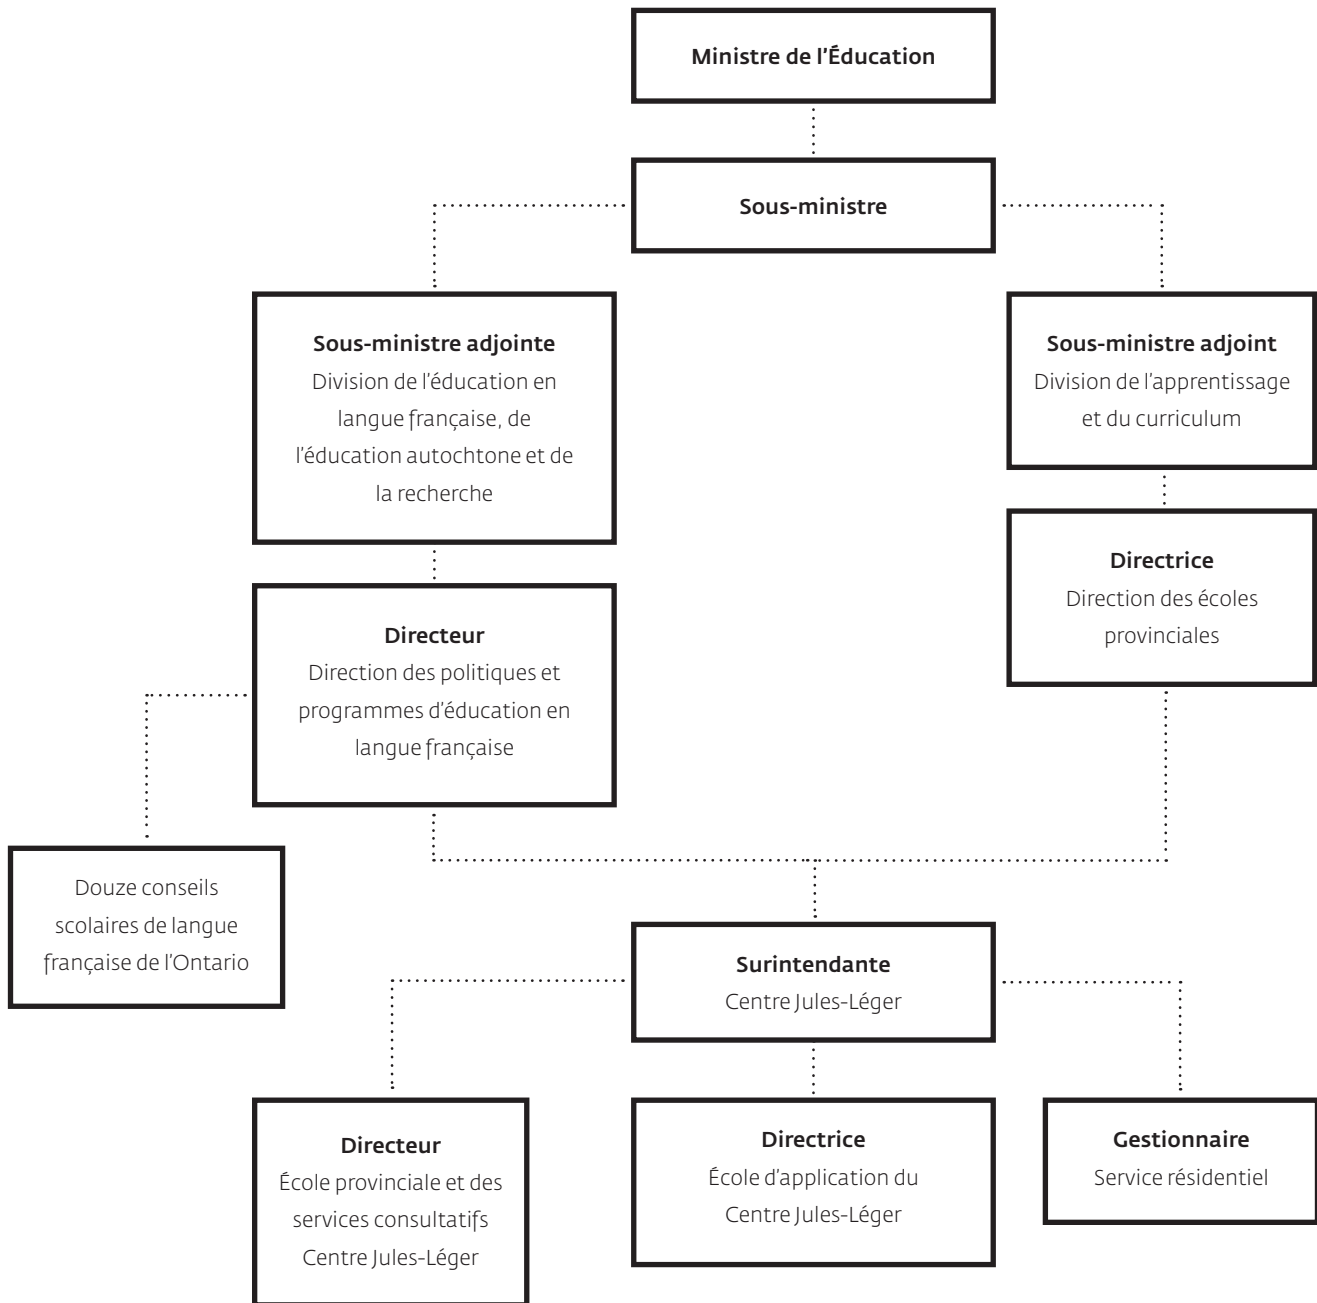 Ministre de l'Éducation
Sous-ministre
Sous-ministre adjointe
Division de l'éducation en
langue française, de
l'éducation autochtone et de
la recherche
Sous-ministre adjoint
Division de l'apprentissage
et du curriculum
Directrice
Direction des écoles
provinciales
Directeur
Direction des politiques et
programmes d'éducation en
langue française
Douze conseils
scolaires de langue
française de l'Ontario
Surintendante
Centre Jules-Léger
Directeur
École provinciale et des
services consultatifs
Centre Jules-Léger
Directrice
École d'application du
Centre Jules-Léger
Gestionnaire
Service résidentiel